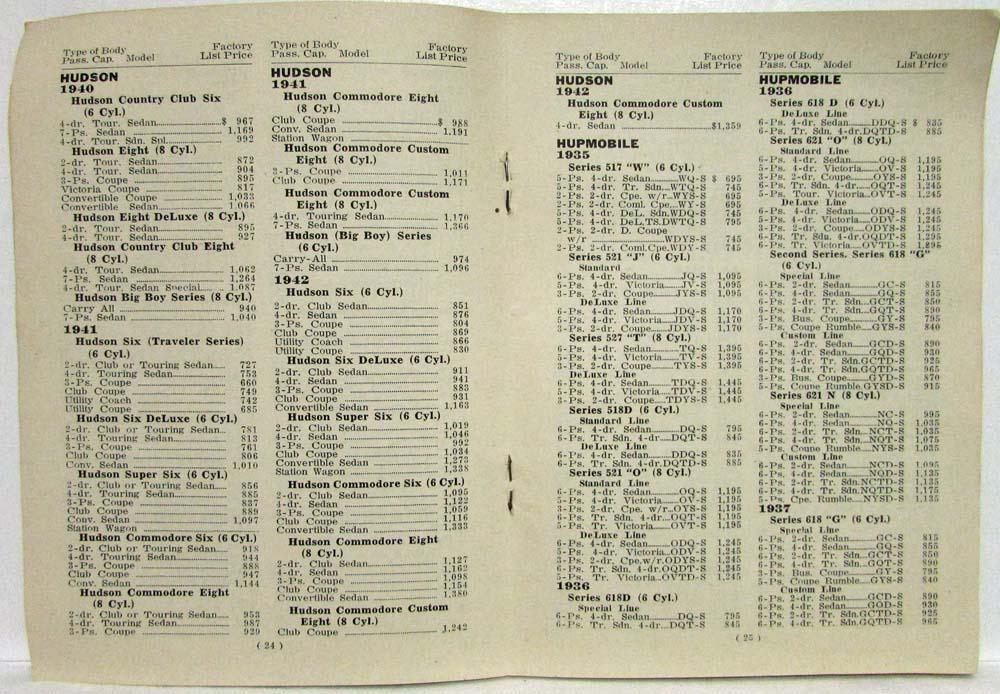 Type of Body Factory
Pass. Cap. Model List Price
HUDSON
1940
Hudson Country Club Six
(6 Cyl.)
4-dr. Tour. Sedan $ 967
7-Ps. Sedan 1,169
4-dr. Tour. Sdn. Spl. 992
Hudson Eight (8 Cyl.)
2-dr. Tour. Sedan 872
4-dr. Tour. Sedan 904
3-Ps. Coupe 895
Victoria Coupe 817
Convertible Coupe 1,033
Convertible Sedan 1,066
Hudson Eight DeLuxe (8 Cyl.)
2-dr. Tour. Sedan 895
4-dr. Tour. Sedan 927
Hudson Country Club Eight
(8 Cyl.)
4-dr. Tour. Sedan 1,062
7-Ps. Sedan 1,264
4-dr. Tour. Sedan Special 1,087
Hudson Big Boy Series (8 Cyl.)
Carry All 940
7-Ps. Sedan 1,040
1941
Hudson Six (Traveler Series)
(6 Cyl.)
2-dr. Club or Touring Sedan 727
4-dr. Touring Sedan 753
3-Ps. Coupe 660
Club Coupe 749
Utility Coach 742
Utility Coupe 685
Hudson Six DeLuxe (6 Cyl.)
2-dr. Club or Touring Sedan 781
4-dr. Touring Sedan 813
3-Ps. Coupe 761
Club Coupe 806
Conv. Sedan 1,010
Hudson Super Six (6 Cyl.)
2-dr. Club or Touring Sedan 856
4-dr. Touring Sedan 885
3-Ps. Coupe 837
Club Coupe 889
Conv. Sedan 1,097
Station Wagon
Hudson Commodore Six (6 Cyl.)
2-dr. Club or Touring Sedan 918
4-dr. Touring Sedan 944
3-Ps. Coupe 888
Club Coupe 947
Conv. Sedan 1,144
Hudson Commodore Eight
(8 Cyl.)
2-dr. Club or Touring Sedan 953
4-dr. Touring Sedan 987
3-Ps. Coupe 929
( 24 )
Type of Body Factory
Pass. Cap. Model List Price
HUDSON
1941
Hudson Commodore Eight
(8 Cyl.)
Club Coupe $ 988
Conv. Sedan 1,191
Station Wagon
Hudson Commodore Custom
Eight (8 Cyl.)
3-Ps. Coupe 1,011
Club Coupe 1,171
Hudson Commodore Custom
Eight (8 Cyl.)
4-dr. Touring Sedan 1,170
7-Ps. Sedan 1,366
Hudson (Big Boy) Series
(6 Cyl.)
Carry-All 974
7-Ps. Sedan 1,096
1942
Hudson Six (6 Cyl.)
2-dr. Club Sedan 851
4-dr. Sedan 876
3-Ps. Coupe 804
Club Coupe 869
Utility Coach 866
Utility Coupe 830
Hudson Six DeLuxe (6 Cyl.)
2-dr. Club Sedan 911
4-dr. Sedan 941
3-Ps. Coupe 883
Club Coupe 931
Convertible Sedan 1,163
Hudson Super Six (6 Cyl.)
2-dr. Club Sedan 1,019
4-dr. Sedan 1,046
3-Ps. Coupe 992
Club Coupe 1,034
Convertible Sedan 1,275
Station Wagon 1,338
Hudson Commodore Six (6 Cyl.)
2-dr. Club Sedan 1,095
4-dr. Sedan 1,122
3-Ps. Coupe 1,059
Club Coupe 1,116
Convertible Sedan 1,333
Hudson Commodore Eight
(8 Cyl.)
2-dr. Club Sedan 1,127
4-dr. Sedan 1,162
3-Ps. Coupe 1,098
Club Coupe 1,154
Convertible Sedan 1,380
Hudson Commodore Custom
Eight (8 Cyl.)
Club Coupe 1,242
Type of Body Factory
Pass. Cap. Model List Price
HUDSON
1942
Hudson Commodore Custom
Eight (8 Cyl.)
4-dr. Sedan $1,359
HUPMOBILE
1935
Series 517 "W" (6 Cyl.)
5-Ps. 4-dr. Sedan WQ-S $ 695
5-Ps. 4-dr. Tr. Sdn. WTQ-S 745
2-Ps. 2-dr. Cpe. w/r WYS-S 695
2-Ps. 2-dr. Coml. Cpe. WY-S 695
5-Ps. 4-dr. DeL. Sdn. WDQ-S 745
5-Ps. 4-dr. DeL.TS.DWTQ-S 795
2-Ps. 2-dr. D. Coupe
w/r WDYS-S 745
2-Ps. 2-dr. Coml.Cpe.WDY-S 745
Series 521 "J" (6 Cyl.)
Standard
6-Ps. 4-dr. Sedan JQ-S 1,095
5-Ps. 4-dr. Victoria JV-S 1,095
3-Ps. 2-dr. Coupe JYS-S 1,095
DeLuxe Line
6-Ps. 4-dr. Sedan JDQ-S 1,170
5-Ps. 4-dr. Victoria JDV-S 1,170
3-Ps. 2-dr. Coupe JDYS-S 1,170
Series 527 "T" (8 Cyl.)
6-Ps. 4-dr. Sedan TQ-S 1,395
5-Ps. 4-dr. Victoria TV-S 1,395
3-Ps. 2-dr. Coupe TYS-S 1,395
DeLuxe Line
6-Ps. 4-dr. Sedan TDQ-S 1,445
5-Ps. 4-dr. Victoria TDV-S 1,445
3-Ps. 2-dr. Coupe TDYS-S 1,445
Series 518D (6 Cyl.)
Standard Line
6-Ps. 4-dr. Sedan DQ-S 795
6-Ps. Tr. Sdn. 4-dr. DQT-S 845
DeLuxe Line
6-Ps. 4-dr. Sedan DDQ-S 835
6-Ps. Tr. Sdn. 4-dr.DQTD-S 885
Series 521 "O" (8 Cyl.)
Standard Line
6-Ps. 4-dr. Sedan OQ-S 1,195
5-Ps. 4-dr. Victoria OV-S 1,195
3-Ps. 2-dr. Cpe. w/r OYS-S 1,195
6-Ps. Tr. Sdn. 4-dr. OQT-S 1,195
5-Ps. Tr. Victoria OVT-S 1,195
DeLuxe Line
6-Ps. 4-dr. Sedan ODQ-S 1,245
5-Ps. 4-dr. Victoria ODV-S 1,245
3-Ps. 2-dr. Cpe.w/r.ODYS-S 1,245
6-Ps. Tr. Sdn. 4-dr.OQDT-S 1,245
5-Ps. Tr. Victoria OVTD-S 1,245
1936
Series 618D (6 Cyl.)
Special Line
6-Ps. 4-dr. Sedan DQ-S 795
6-Ps. Tr. Sdn. 4-dr. DQT-S 845
Type of Body Factory
Pass. Cap. Model List Price
HUPMOBILE
1936
Series 618 D (6 Cyl.)
DeLuxe Line
6-Ps. 4-dr. Sedan DDQ-S $ 835
6-Ps. Tr. Sdn. 4-dr.DQTD-S 885
Series 621 "O" (8 Cyl.)
Standard Line
6-Ps. 4-dr. Sedan OQ-S 1,195
5-Ps. 4-dr. Victoria OV-S 1,195
3-Ps. 2-dr. Coupe OYS-S 1,195
6-Ps. Tr. Sdn. 4-dr. OQT-S 1,245
5-Ps. Tour. Victoria OVT-S 1,245
DeLuxe Line
6-Ps. 4-dr. Sedan ODQ-S 1,245
5-Ps. 4-dr. Victoria ODV-S 1,245
3-Ps. 2-dr. Coupe ODYS-S 1,245
6-Ps. Tr. Sdn. 4-dr. OQDT-S 1,295
5-Ps. Tr. Victoria OVTD-S 1,295
Second Series. Series 618 "G"
(6 Cyl.)
Special Line
6-Ps. 2-dr. Sedan GC-S 815
6-Ps. 4-dr. Sedan GQ-S 855
6-Ps. 2-dr. Tr. Sdn. GCT-S 850
6-Ps. 4-dr. Tr. Sdn. GQT-S 890
3-Ps. Bus. Coupe GY-S 795
5-Ps. Coupe Rumble GYS-S 840
Custom Line
6-Ps. 2-dr. Sedan GCD-S 890
6-Ps. 4-dr. Sedan GQD-S 930
6-Ps. 2-dr. Tr. Sdn.GCTD-S 925
6-Ps. 4-dr. Tr. Sdn.GQTD-S 965
3-Ps. Bus. Coupe GYD-S 870
5-Ps. Coupe Rumble GYSD-S 915
Series 621 N (8 Cyl.)
Special Line
6-Ps. 2-dr. Sedan NC-S 995
6-Ps. 4-dr. Sedan NQ-S 1,035
6-Ps. 2-dr. Tr. Sdn. NCT-S 1,035
6-Ps. 4-dr. Tr. Sdn. NQT-S 1,075
5-Ps. Coupe Rumble NYS-S 1,035
Custom Line
6-Ps. 2-dr. Sedan NCD-S 1,095
6-Ps. 4-dr. Sedan NQD-S 1,135
6-Ps. 2-dr. Tr. Sdn.NCTD-S 1,135
6-Ps. 4-dr. Tr. Sdn.NQTD-S 1,175
5-Ps. Cpe. Rumble NYSD-S 1,135
1937
Series 618 "G" (6 Cyl.)
Special Line
6-Ps. 2-dr. Sedan GC-S 815
6-Ps. 4-dr. Sedan GQ-S 855
6-Ps. 2-dr. Tr. Sdn. GCT-S 850
6-Ps. 4-dr. Tr. Sdn. GQT-S 890
3-Ps. Bus. Coupe GY-S 795
5-Ps. Coupe Rumble GYS-S 840
Custom Line
6-Ps. 2-dr. Sedan GCD-S 890
6-Ps. 4-dr. Sedan GQD-S 930
6-Ps. 2-dr. Tr. Sdn.GCTD-S 925
6-Ps. 4-dr. Tr. Sdn.GQTD-S 965
( 25 )